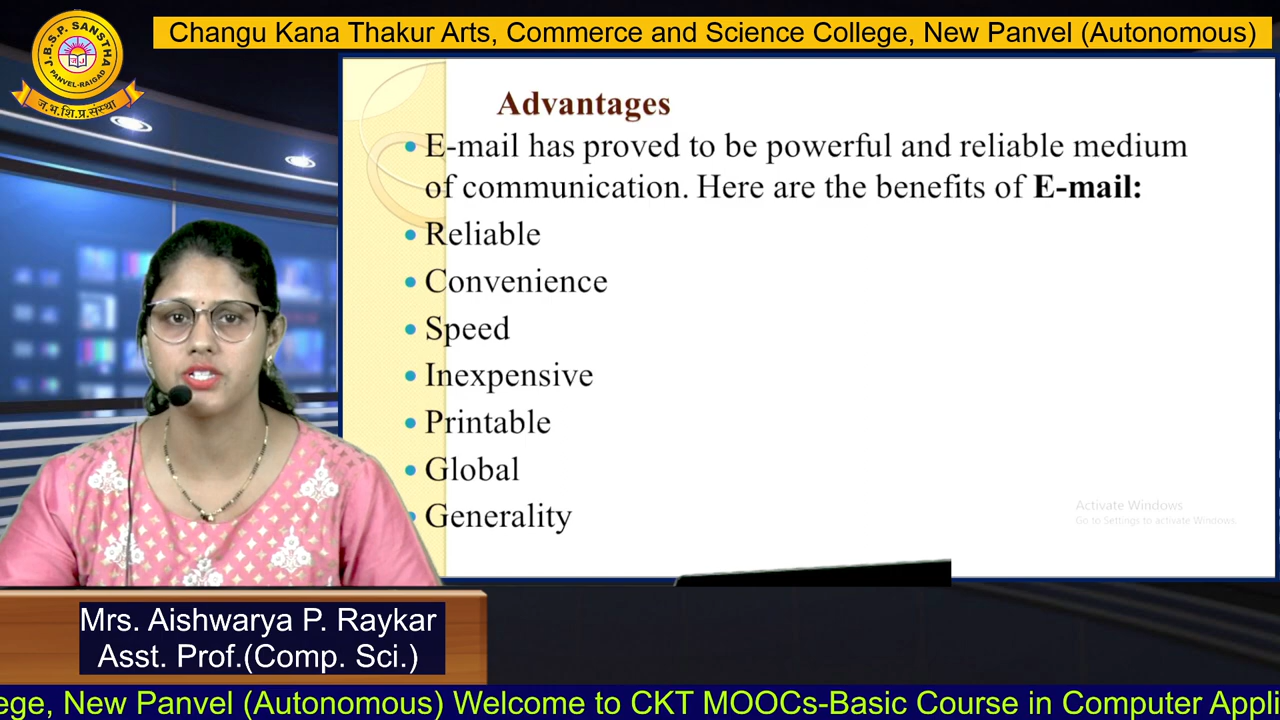 J.B.S.P. SANSTHA
PANVEL-RAIGAD
ज.भ.शि.प्र.संस्था
Changu Kana Thakur Arts, Commerce and Science College, New Panvel (Autonomous)
Advantages
E-mail has proved to be powerful and reliable medium
of communication. Here are the benefits of E-mail:
Reliable
Convenience
Speed
Inexpensive
Printable
Global
Generality
Activate Windows
Go to Settings to activate Windows.
Mrs. Aishwarya P. Raykar
Asst. Prof.(Comp. Sci.)
ege, New Panvel (Autonomous) Welcome to CKT MOOCs-Basic Course in Computer Appli